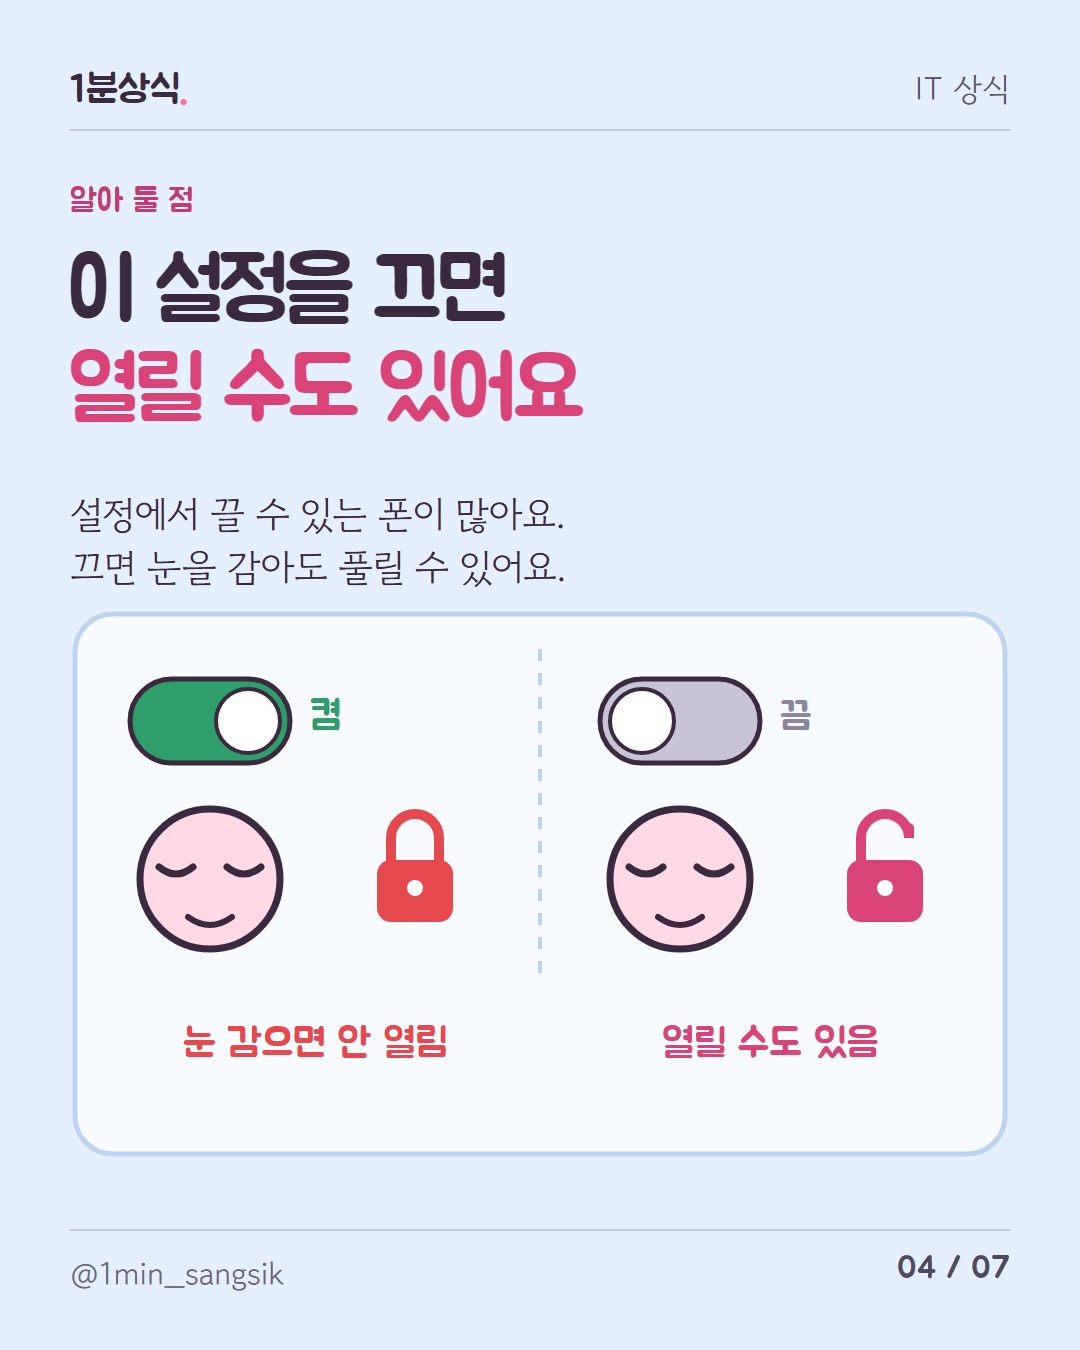 1분상식.
IT 상식
알아 둘 점
이 설정을 끄면
열릴 수도 있어요
설정에서 끌 수 있는 폰이 많아요.
끄면 눈을 감아도 풀릴 수 있어요.
켬
끔
눈 감으면 안 열림
열릴 수도 있음
@1min_sangsik
04 / 07